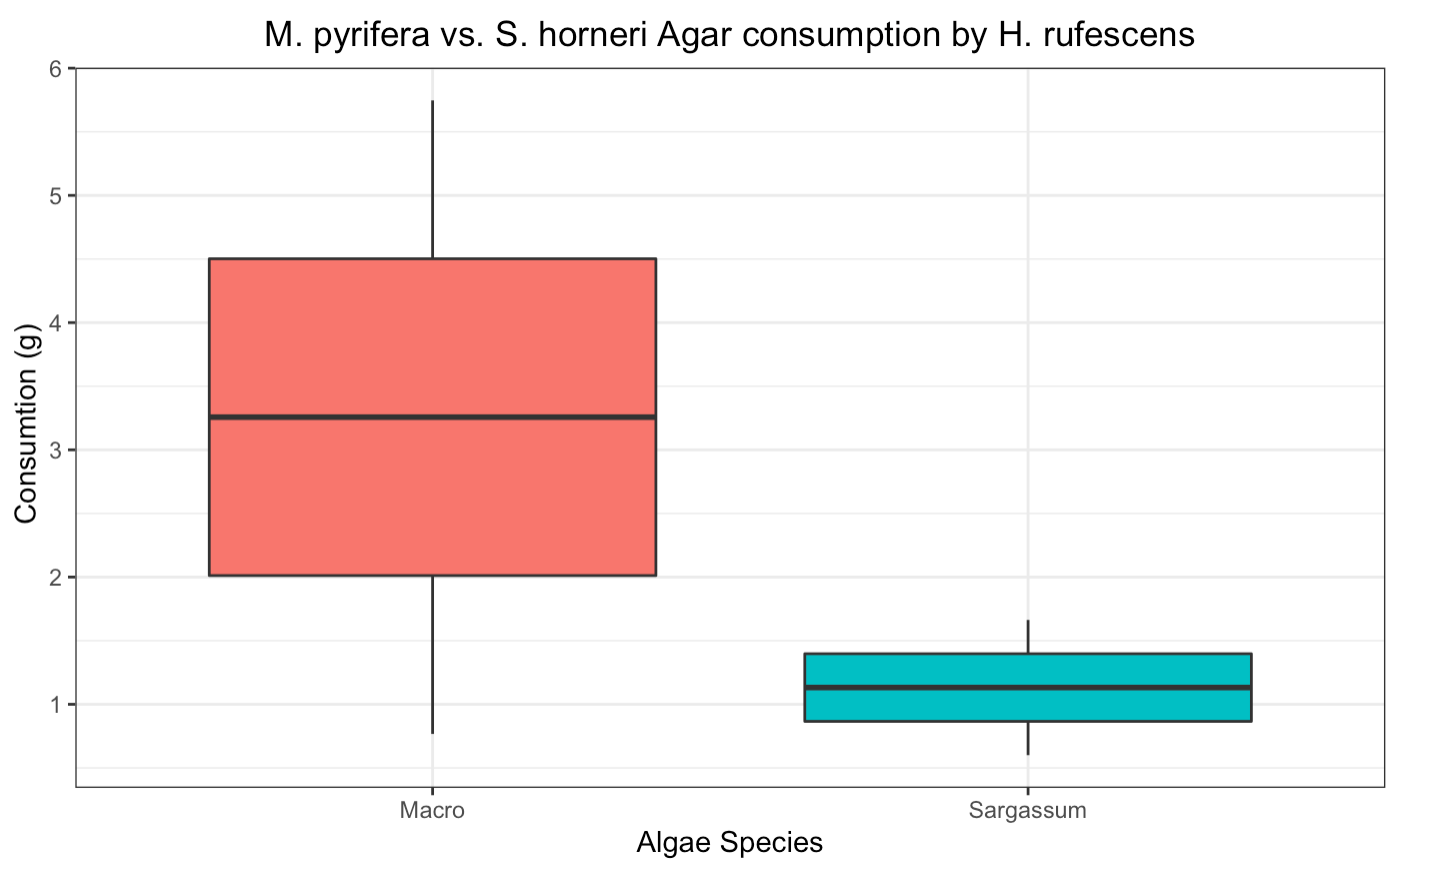 M. pyrifera vs. S. horneri Agar consumption by H. rufescens
6
5
4
3
2
1
Consumtion (g)
Macro
Sargassum
Algae Species